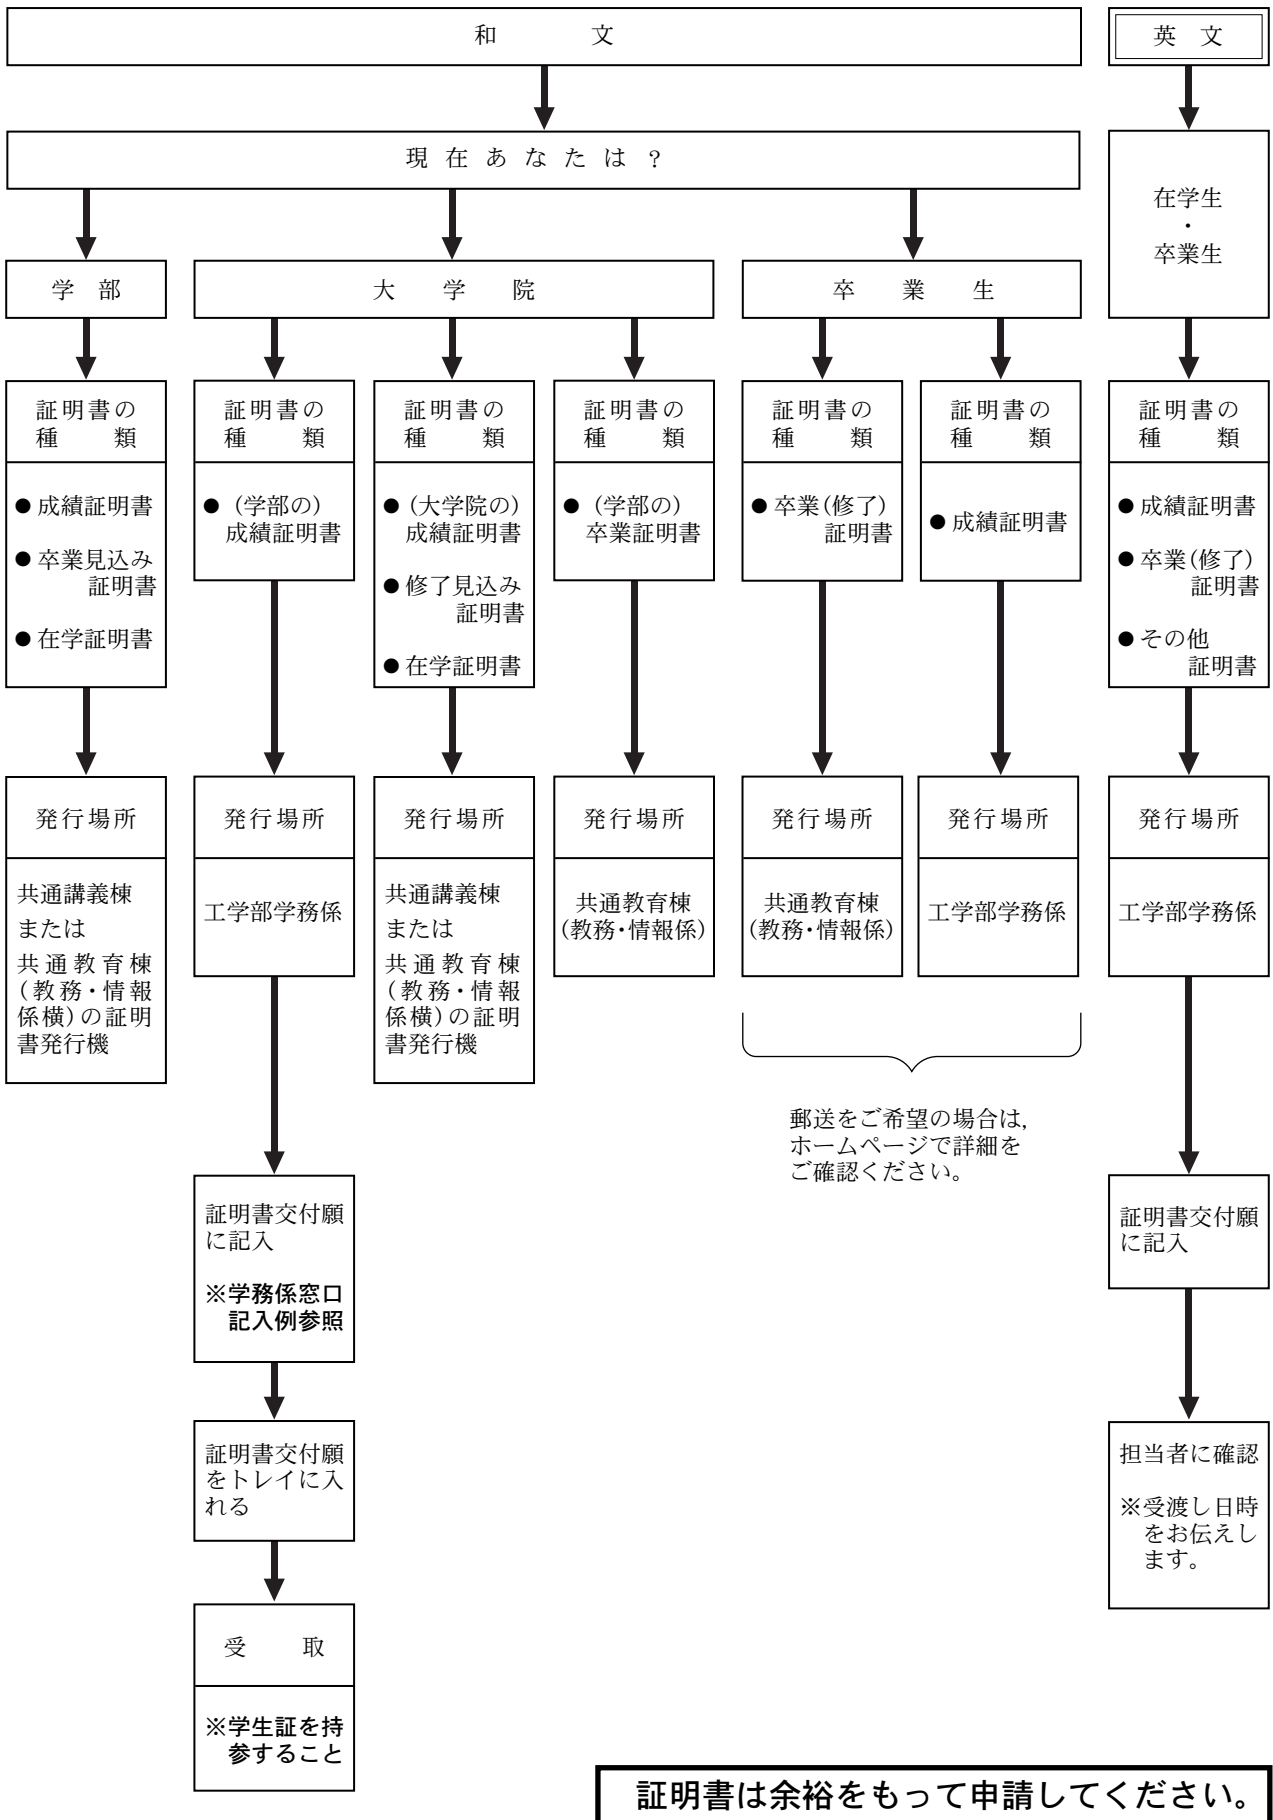 和文
英文
現在あなたは？
在学生
・
卒業生
学部
大学院
卒業生
証明書の
種類
●成績証明書
●卒業見込み
証明書
●在学証明書
証明書の
種類
●(学部の)
成績証明書
証明書の
種類
●(大学院の)
成績証明書
●修了見込み
証明書
●在学証明書
証明書の
種類
●(学部の)
卒業証明書
証明書の
種類
●卒業(修了)
証明書
証明書の
種類
●成績証明書
証明書の
種類
●成績証明書
●卒業(修了)
証明書
●その他
証明書
発行場所
共通講義棟
または
共通教育棟
(教務・情報
係横)の証明
書発行機
発行場所
工学部学務係
発行場所
共通講義棟
または
共通教育棟
(教務・情報
係横)の証明
書発行機
発行場所
共通教育棟
(教務・情報係)
発行場所
共通教育棟
(教務・情報係)
発行場所
工学部学務係
発行場所
工学部学務係
郵送をご希望の場合は,
ホームページで詳細を
ご確認ください。
証明書交付願
に記入
※学務係窓口
記入例参照
証明書交付願
に記入
証明書交付願
をトレイに入
れる
担当者に確認
※受渡し日時
をお伝えし
ます。
受取
※学生証を持
参すること
証明書は余裕をもって申請してください。